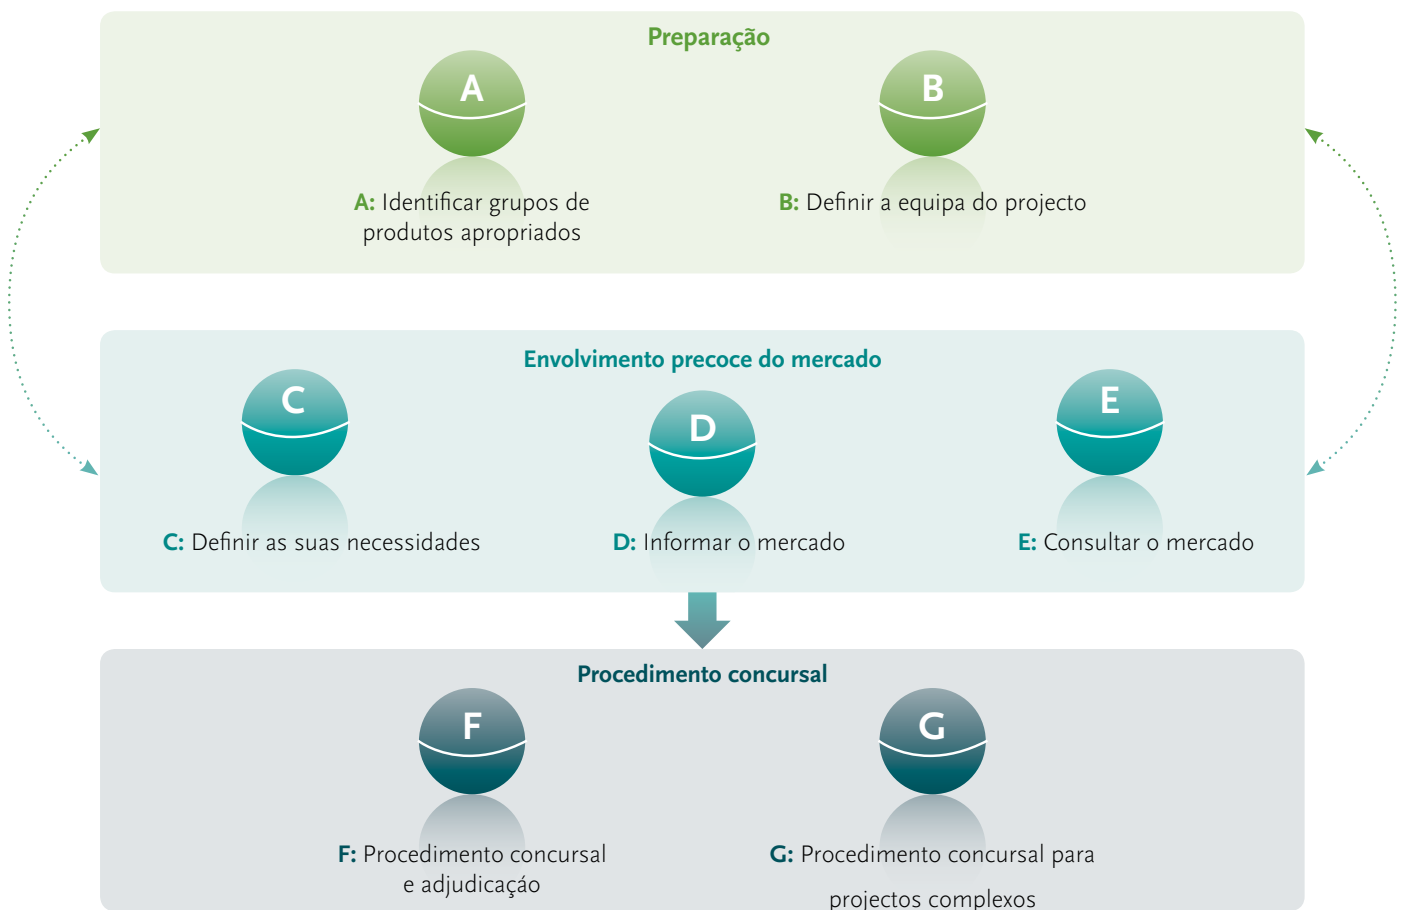 Preparação
A
B
A: Identificar grupos de
produtos apropriados
B: Definir a equipa do projecto
Envolvimento precoce do mercado
C
D
E
C: Definir as suas necessidades
D: Informar o mercado
E: Consultar o mercado
Procedimento concursal
F
G
F: Procedimento concursal
e adjudicaçáo
G: Procedimento concursal para
projectos complexos